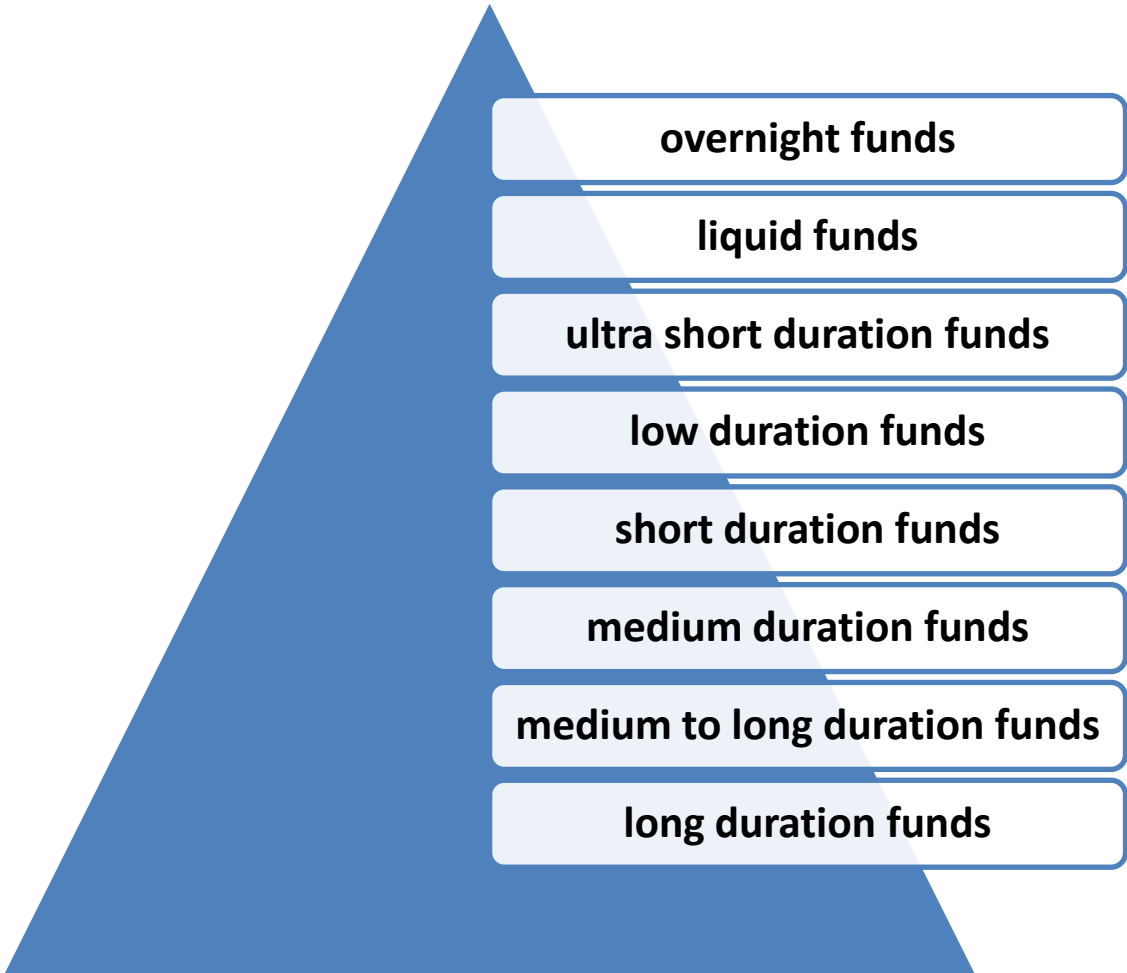 overnight funds
liquid funds
ultra short duration funds
low duration funds
short duration funds
medium duration funds
medium to long duration funds
long duration funds